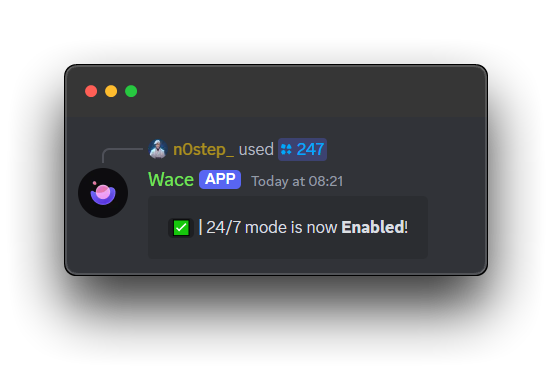 n0step_ used 247
Wace APP Today at 08:21
✅ | 24/7 mode is now Enabled!